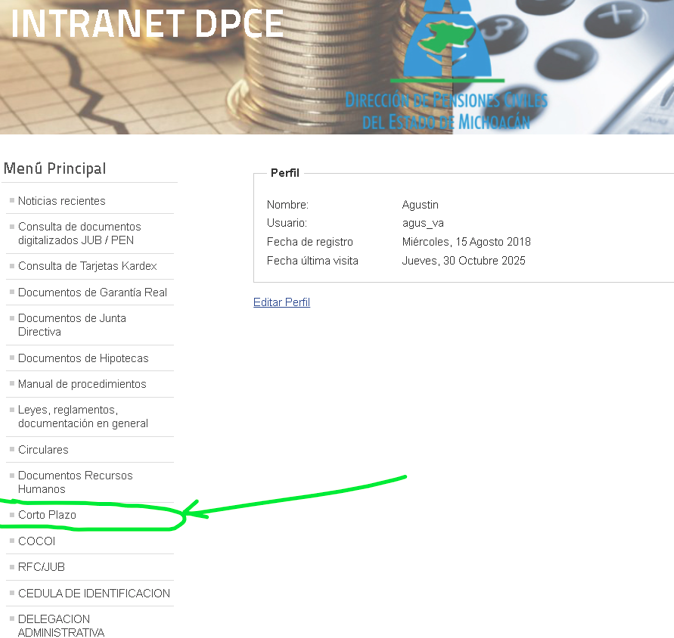 INTRANET DPCE
DIRECCIÓN DE PENSIONES CIVILES
DEL ESTADO DE MICHOACÁN
Menú Principal
Noticias recientes
Consulta de documentos
digitalizados JUB / PEN
Consulta de Tarjetas Kardex
Documentos de Garantía Real
Documentos de Junta
Directiva
Documentos de Hipotecas
Manual de procedimientos
Leyes, reglamentos,
documentación en general
Circulares
Documentos Recursos
Humanos
Corto Plazo
COCOI
RFC/JUB
CEDULA DE IDENTIFICACION
DELEGACION
ADMINISTRATIVA
Perfil
Nombre: Agustin
Usuario: agus_va
Fecha de registro Miércoles, 15 Agosto 2018
Fecha última visita Jueves, 30 Octubre 2025
Editar Perfil